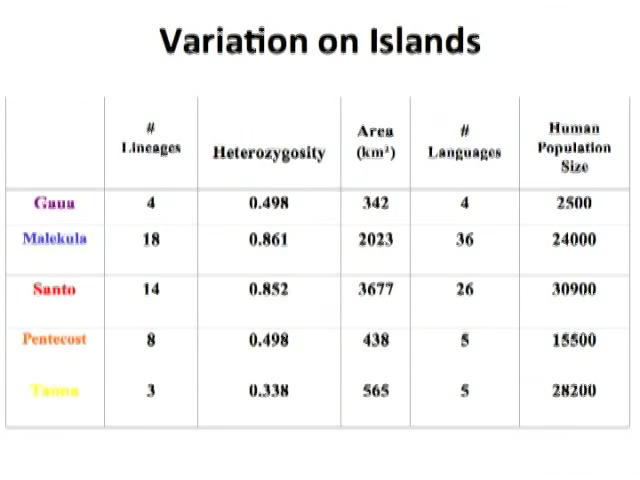 Variation on Islands
# Lineages Heterozygosity Area (km²) # Languages Human Population Size
Gaua 4 0.498 342 4 2500
Malekula 18 0.861 2023 36 24000
Santo 14 0.852 3677 26 30900
Pentecost 8 0.498 438 5 15500
Tanna 3 0.338 565 5 28200